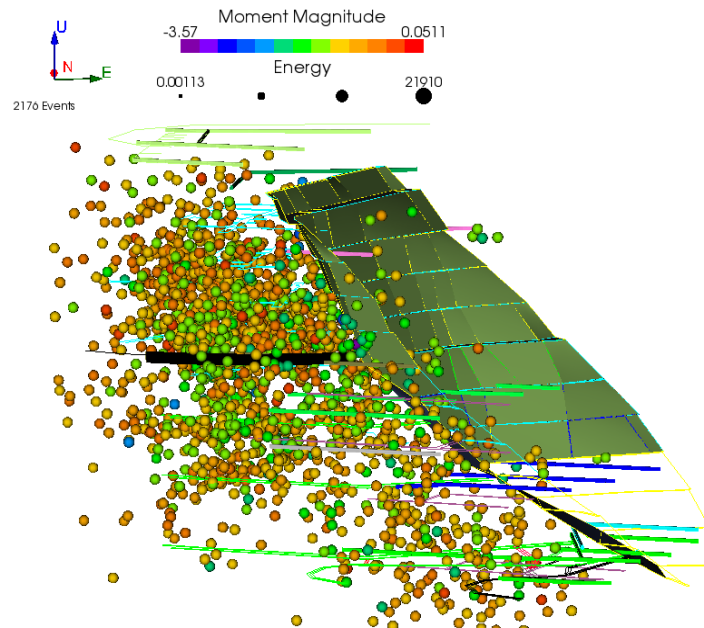 Moment Magnitude
-3.57 0.0511
Energy
0.00113 21910
U
N
E
2176 Events